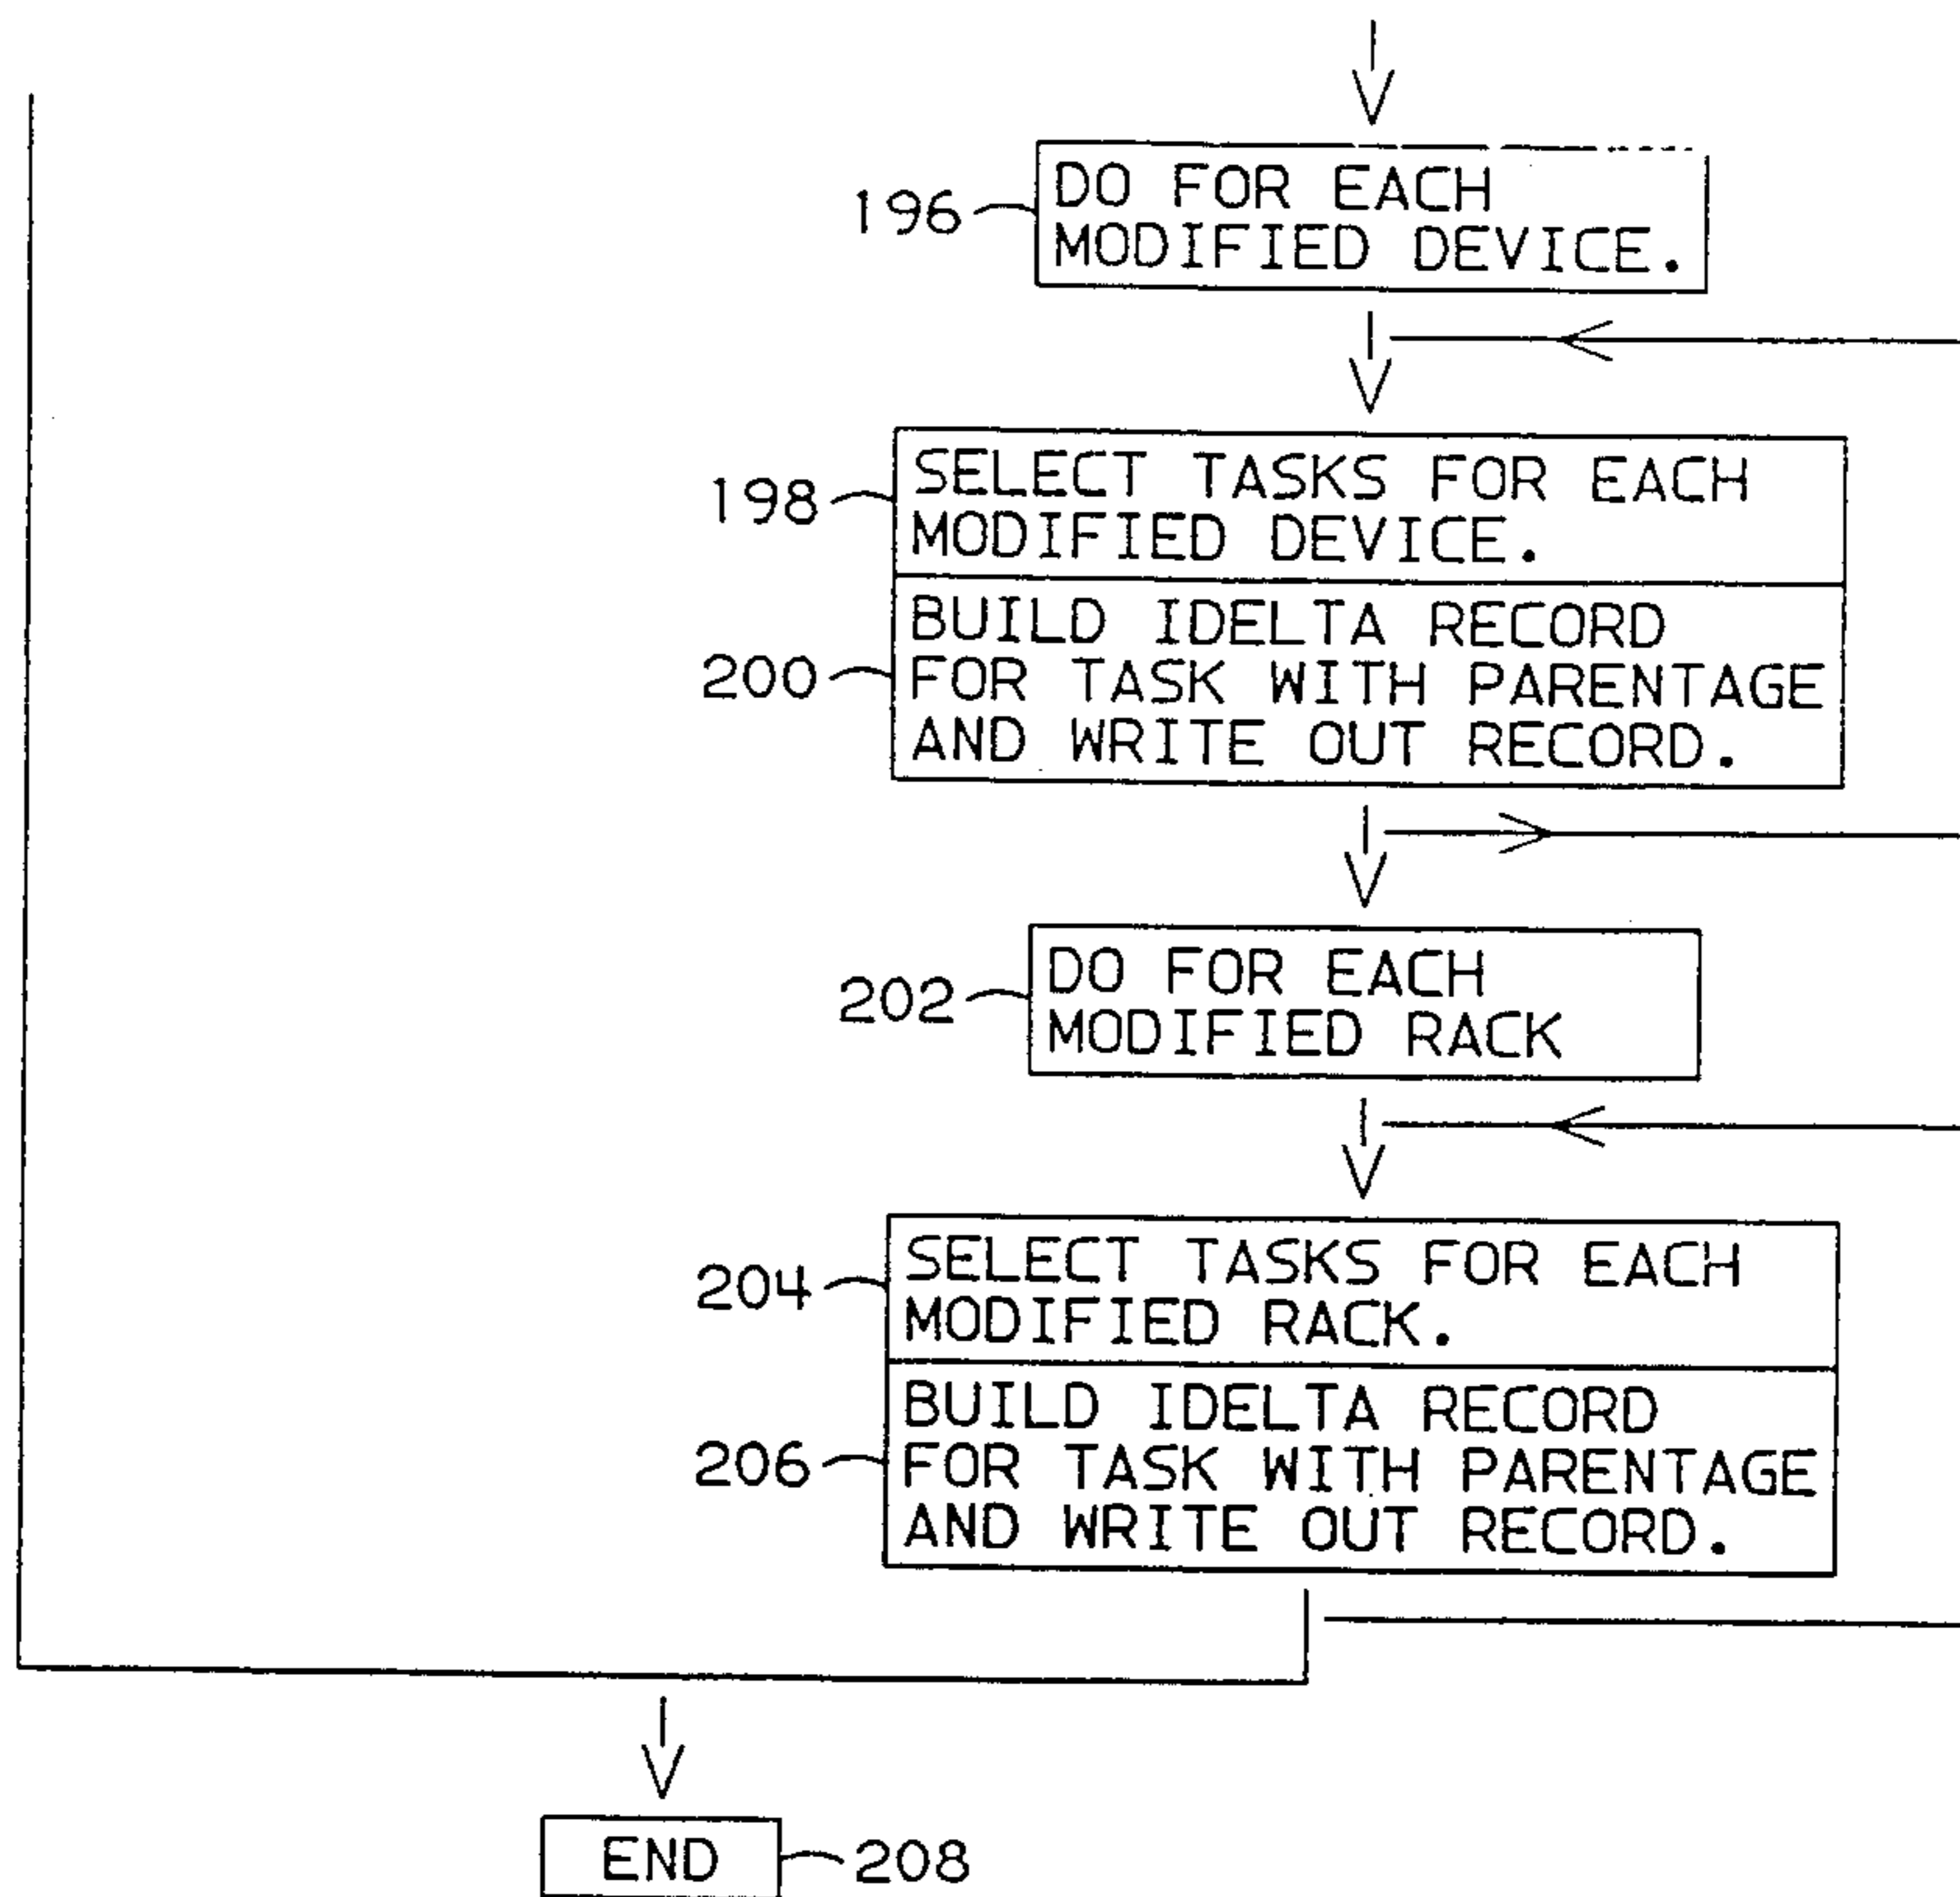 196
DO FOR EACH
MODIFIED DEVICE.
198
SELECT TASKS FOR EACH
MODIFIED DEVICE.
200
BUILD IDELTA RECORD
FOR TASK WITH PARENTAGE
AND WRITE OUT RECORD.
202
DO FOR EACH
MODIFIED RACK
204
SELECT TASKS FOR EACH
MODIFIED RACK.
206
BUILD IDELTA RECORD
FOR TASK WITH PARENTAGE
AND WRITE OUT RECORD.
END
208